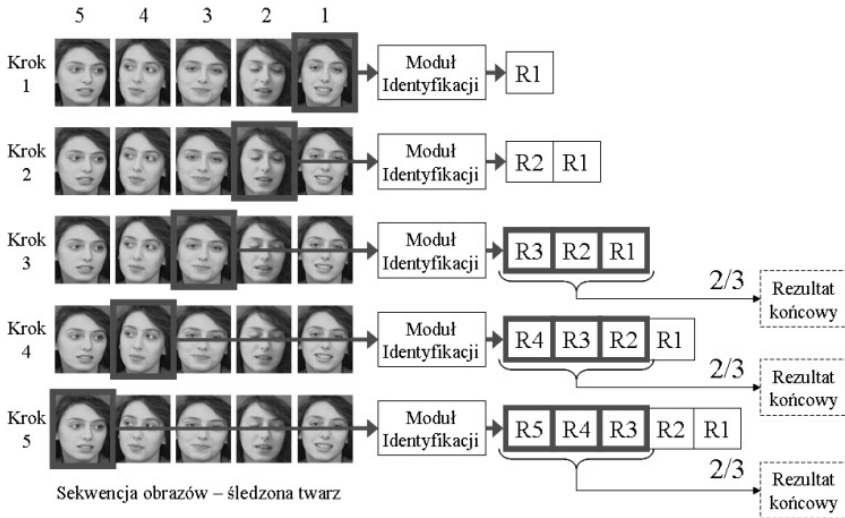 5 4 3 2 1
Krok
1
Moduł
Identyfikacji
R1
Krok
2
Moduł
Identyfikacji
R2 R1
Krok
3
Moduł
Identyfikacji
R3 R2 R1
2/3
Rezultat
końcowy
Krok
4
Moduł
Identyfikacji
R4 R3 R2 R1
2/3
Rezultat
końcowy
Krok
5
Moduł
Identyfikacji
R5 R4 R3 R2 R1
2/3
Rezultat
końcowy
Sekwencja obrazów – śledzona twarz